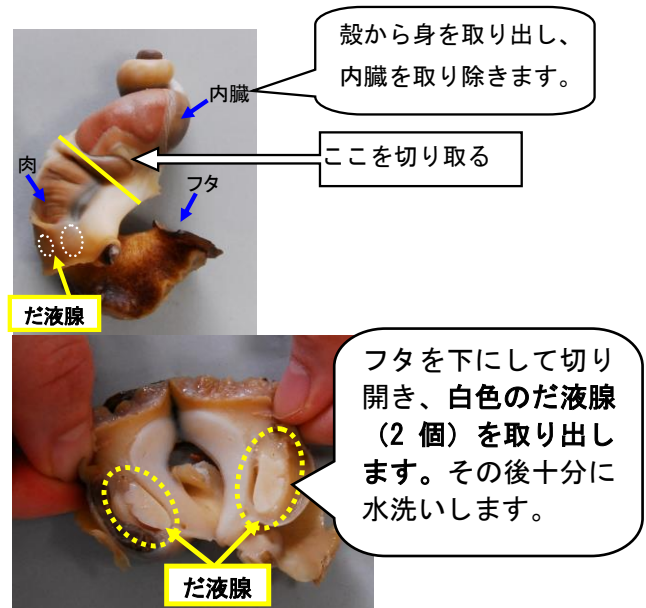 殻から身を取り出し、
内臓を取り除きます。
内臓
ここを切り取る
肉
フタ
だ液腺
フタを下にして切り
開き、白色のだ液腺
（2 個）を取り出し
ます。その後十分に
水洗いします。
だ液腺